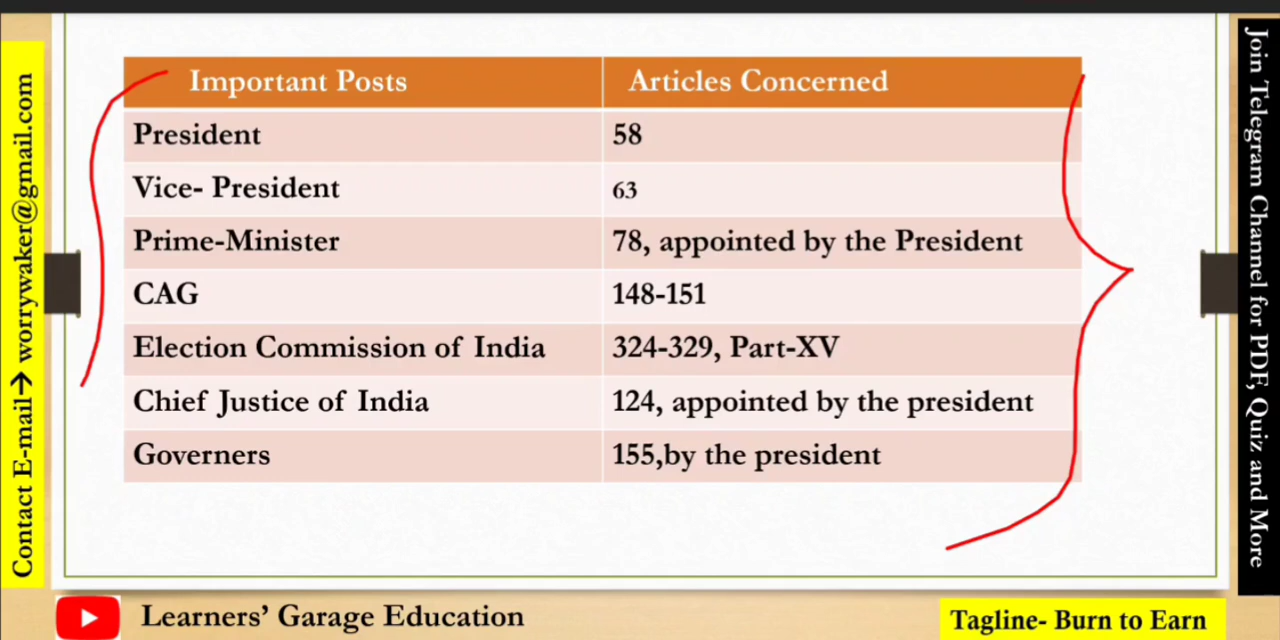 Important Posts Articles Concerned
President 58
Vice- President 63
Prime-Minister 78, appointed by the President
CAG 148-151
Election Commission of India 324-329, Part-XV
Chief Justice of India 124, appointed by the president
Governers 155,by the president
Contact E-mail→ worrywaker@gmail.com
Join Telegram Channel for PDF, Quiz and More
Learners’ Garage Education
Tagline- Burn to Earn